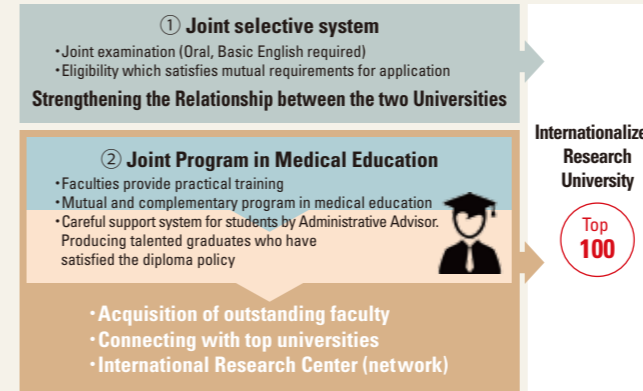 ① Joint selective system
・Joint examination (Oral, Basic English required)
・Eligibility which satisfies mutual requirements for application
Strengthening the Relationship between the two Universities
② Joint Program in Medical Education
・Faculties provide practical training
・Mutual and complementary program in medical education
・Careful support system for students by Administrative Advisor.
Producing talented graduates who have
satisfied the diploma policy
・Acquisition of outstanding faculty
・Connecting with top universities
・International Research Center (network)
Internationalize
Research
University
Top
100